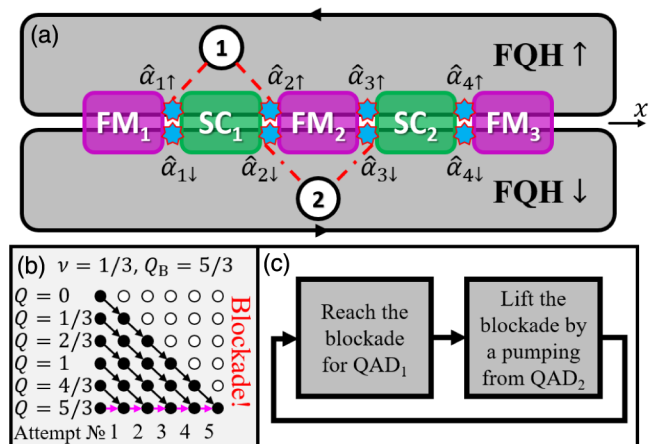 (a)
1
FQH ↑
α̂₁↑ α̂₂↑ α̂₃↑ α̂₄↑
FM₁ SC₁ FM₂ SC₂ FM₃
x
α̂₁↓ α̂₂↓ α̂₃↓ α̂₄↓
2
FQH ↓
(b) ν = 1/3, Q_B = 5/3
Q = 0
Q = 1/3
Q = 2/3
Q = 1
Q = 4/3
Q = 5/3
Blockade!
Attempt № 1 2 3 4 5
(c)
Reach the
blockade
for QAD₁
Lift the
blockade by
a pumping
from QAD₂